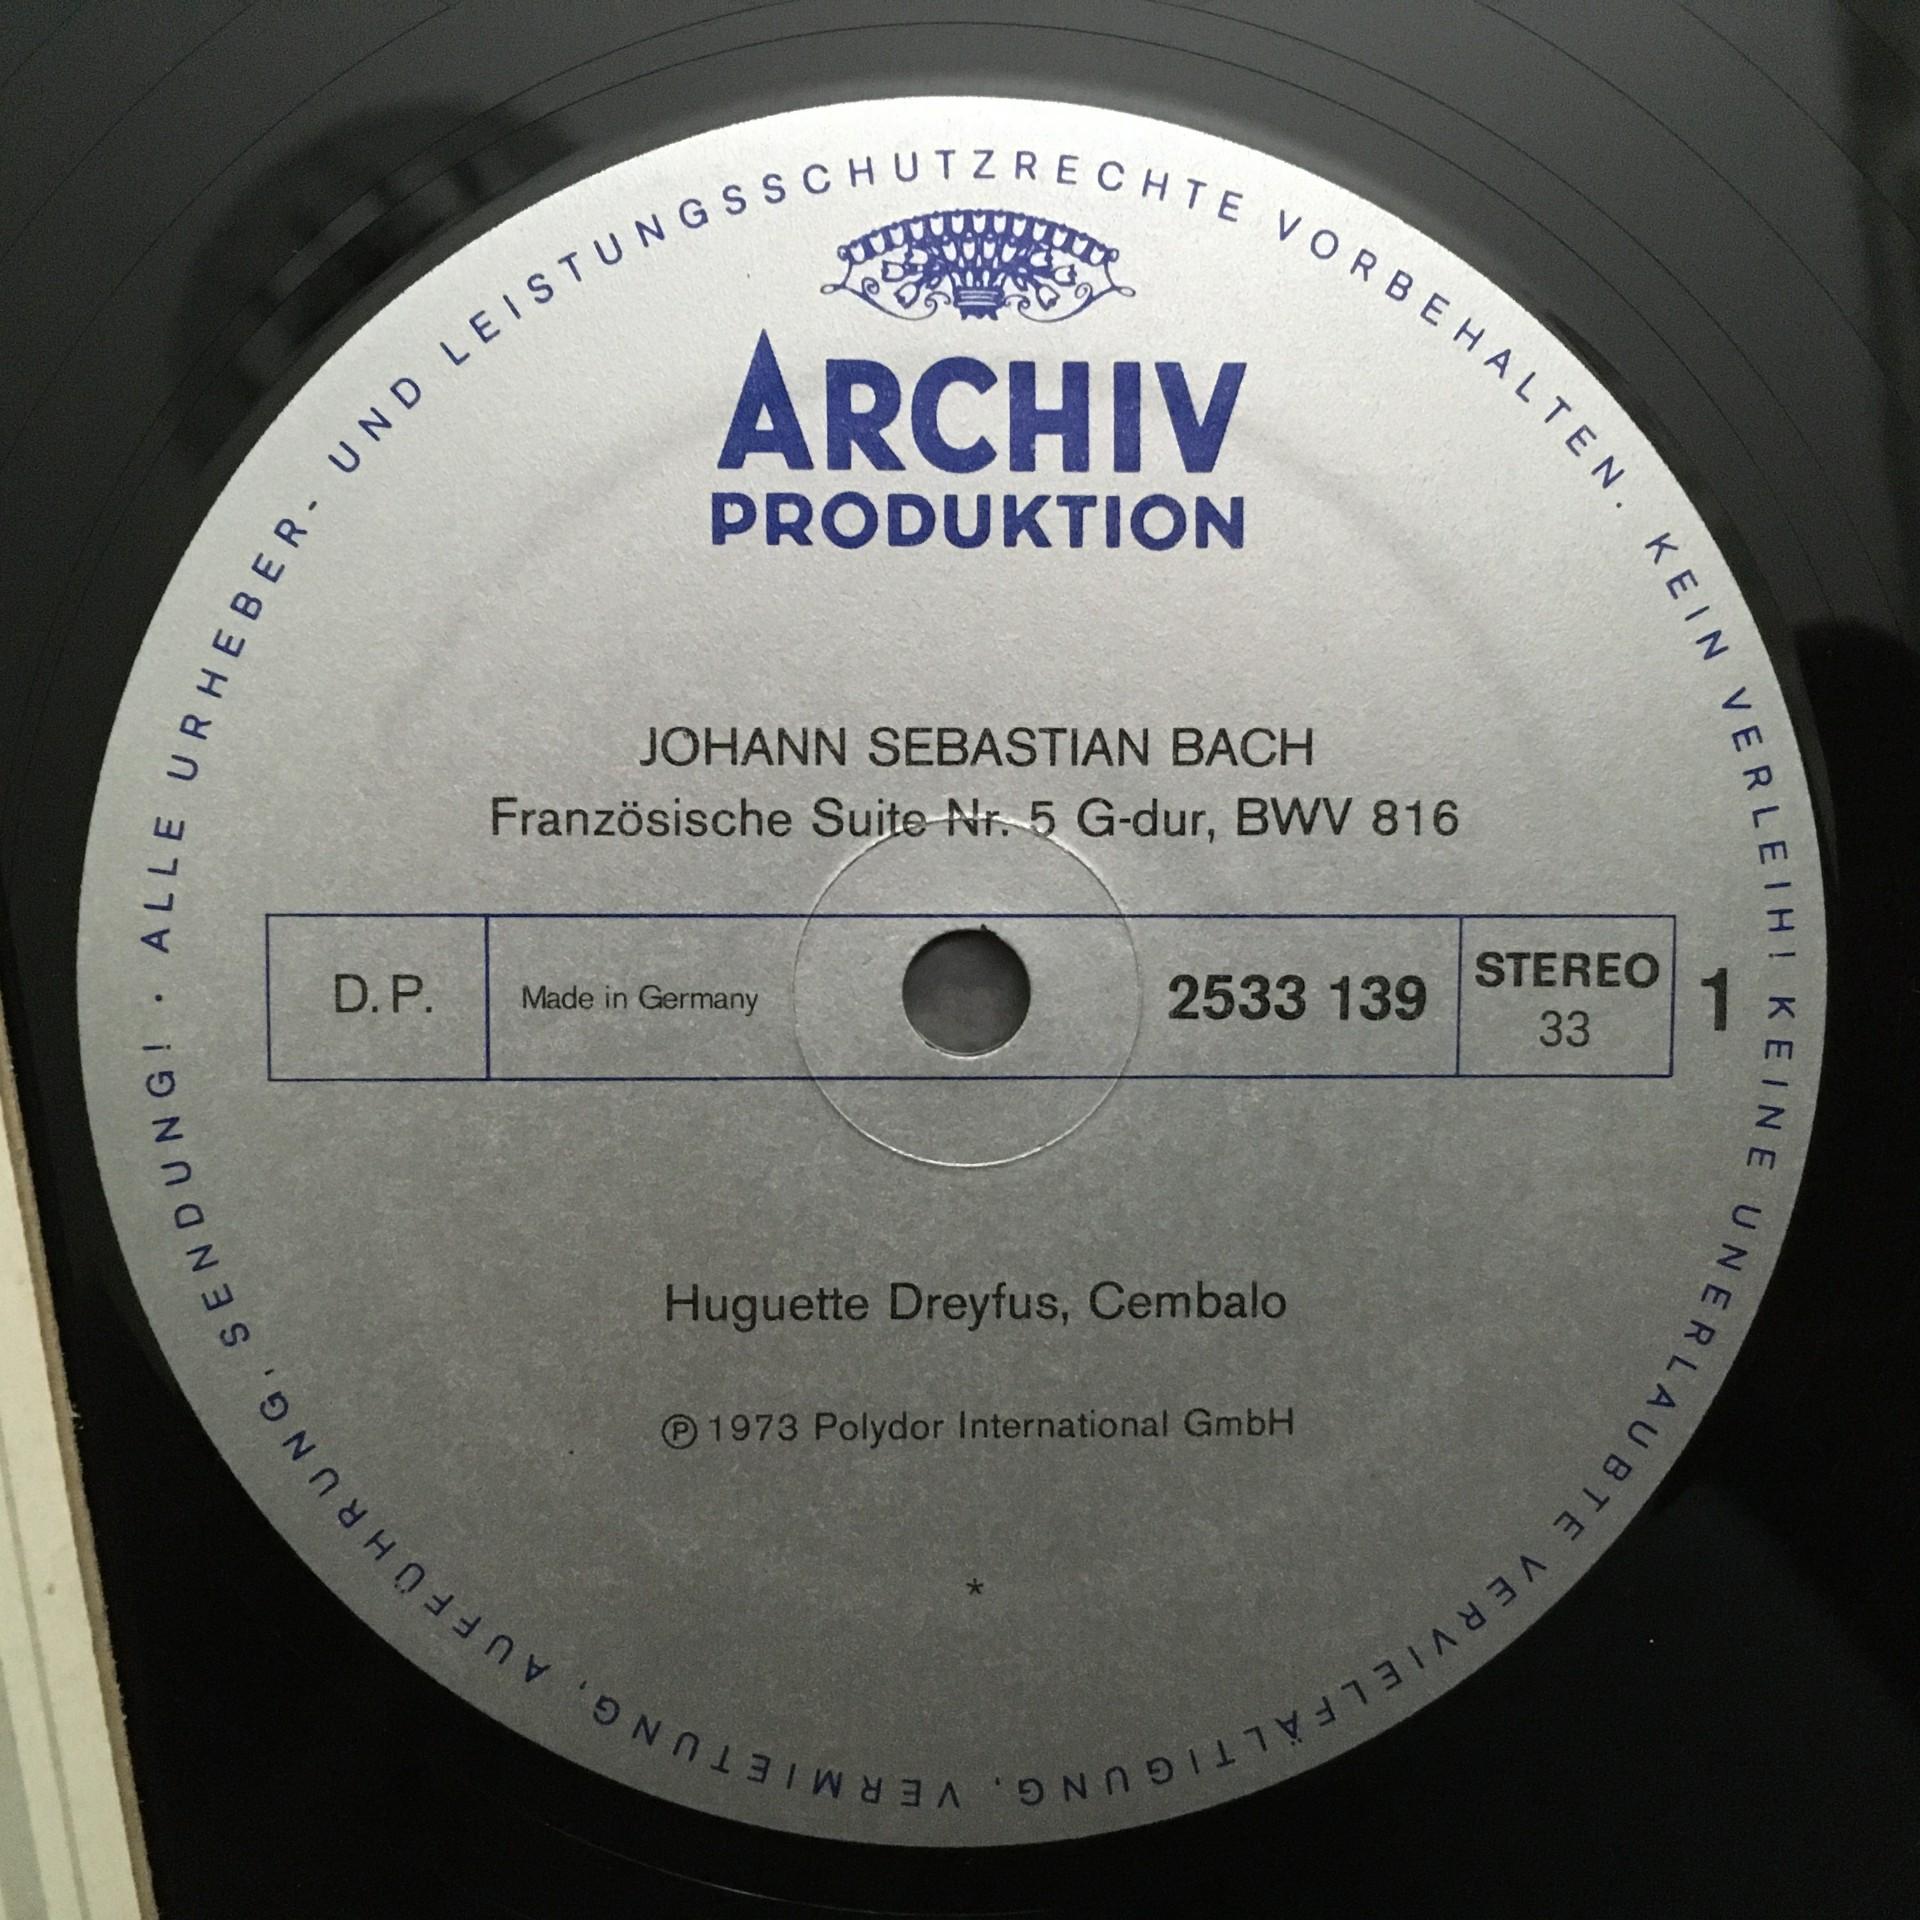 ALLE URHEBER- UND LEISTUNGSSCHUTZRECHTE VORBEHALTEN. KEIN VERLEIH! KEINE UNERLAUBTE VERVIELFÄLTIGUNG, VERMIETUNG, AUFFÜHRUNG, SENDUNG! ·
ARCHIV
PRODUKTION
JOHANN SEBASTIAN BACH
Französische Suite Nr. 5 G-dur, BWV 816
D. P.
Made in Germany
2533 139
STEREO
33
1
Huguette Dreyfus, Cembalo
℗ 1973 Polydor International GmbH
*